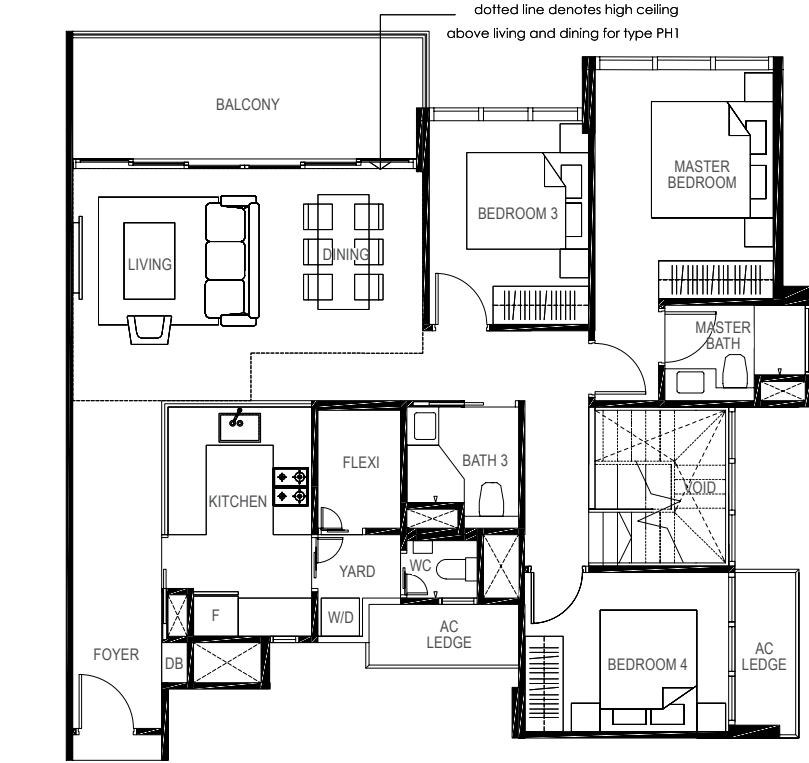 dotted line denotes high ceiling
above living and dining for type PH1
BALCONY
MASTER
BEDROOM
BEDROOM 3
LIVING
DINING
MASTER
BATH
FLEXI
BATH 3
KITCHEN
VOID
WC
YARD
F
W/D
AC
LEDGE
FOYER
DB
BEDROOM 4
AC
LEDGE